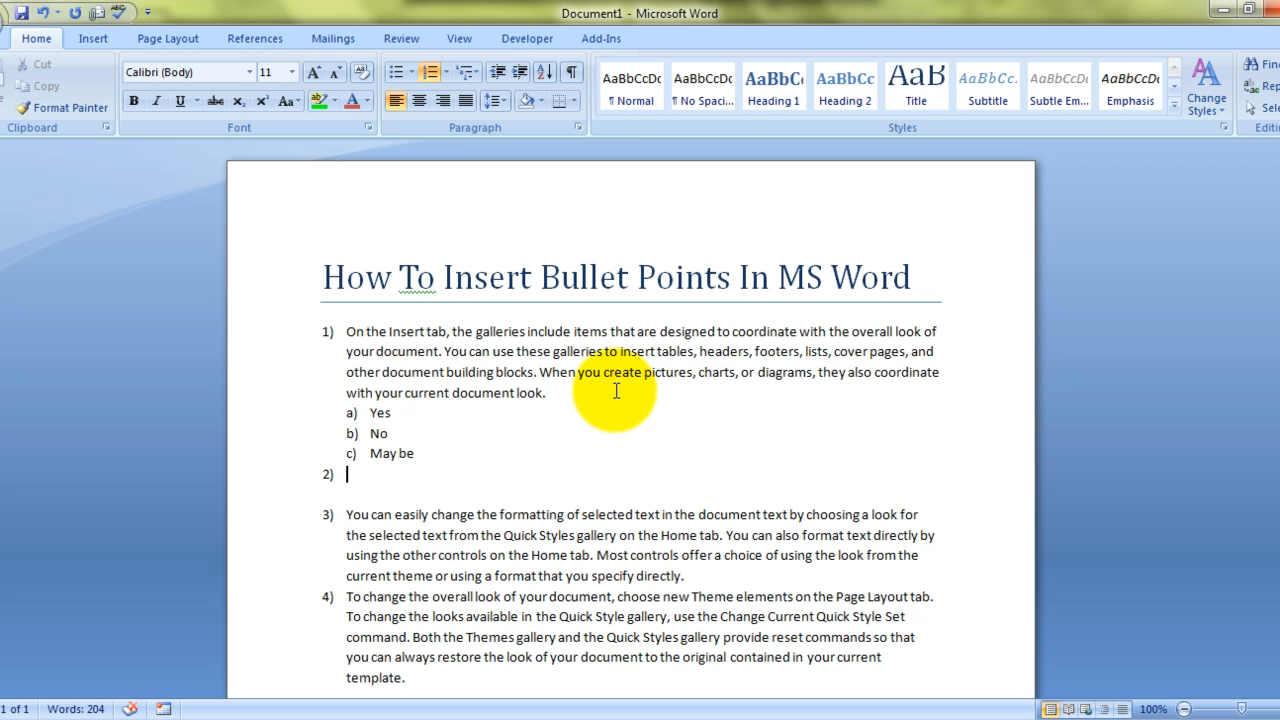 Document1 - Microsoft Word
Home Insert Page Layout References Mailings Review View Developer Add-Ins
Cut
Copy
Format Painter
Calibri (Body) 11
AaBbCcDc AaBbCcDc AaBbCc AaBbCc AaB AaBbCc. AaBbCcDc AaBbCcDc
¶ Normal ¶ No Spaci... Heading 1 Heading 2 Title Subtitle Subtle Em... Emphasis
Change
Styles
Clipboard Font Paragraph Styles
How To Insert Bullet Points In MS Word
1) On the Insert tab, the galleries include items that are designed to coordinate with the overall look of
your document. You can use these galleries to insert tables, headers, footers, lists, cover pages, and
other document building blocks. When you create pictures, charts, or diagrams, they also coordinate
with your current document look.
a) Yes
b) No
c) May be
2)
3) You can easily change the formatting of selected text in the document text by choosing a look for
the selected text from the Quick Styles gallery on the Home tab. You can also format text directly by
using the other controls on the Home tab. Most controls offer a choice of using the look from the
current theme or using a format that you specify directly.
4) To change the overall look of your document, choose new Theme elements on the Page Layout tab.
To change the looks available in the Quick Style gallery, use the Change Current Quick Style Set
command. Both the Themes gallery and the Quick Styles gallery provide reset commands so that
you can always restore the look of your document to the original contained in your current
template.
1 of 1 Words: 204 100%